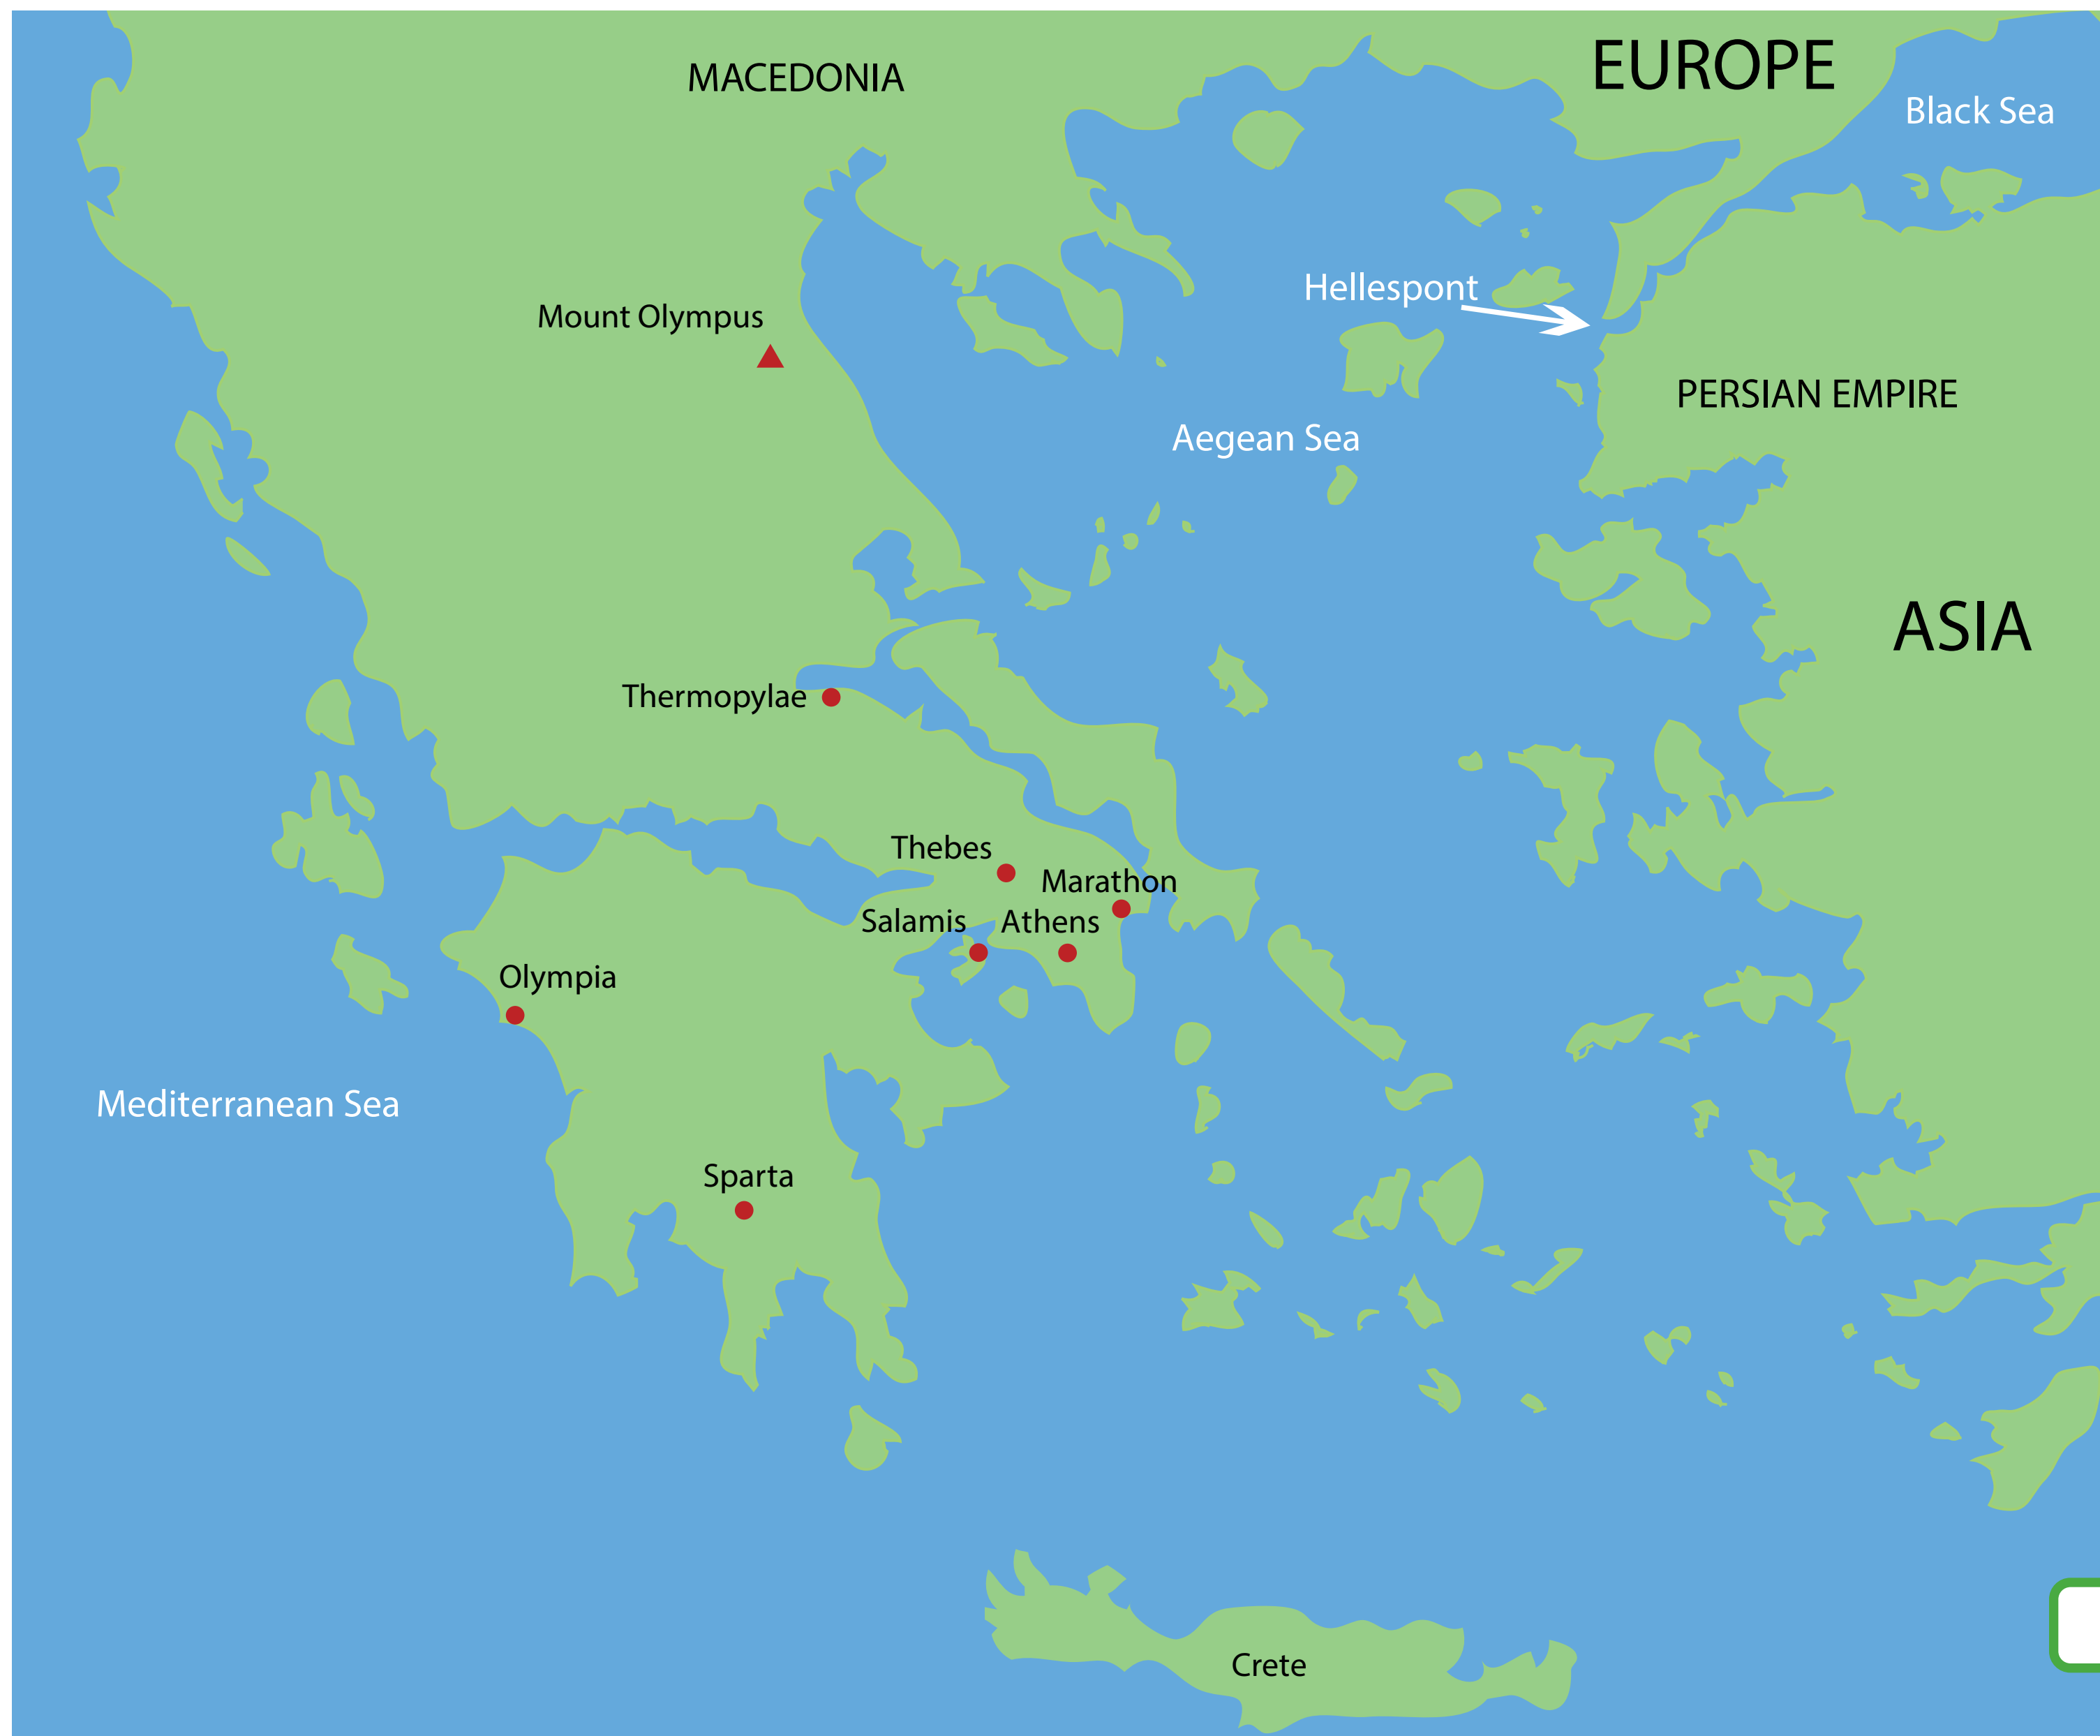 EUROPE
MACEDONIA
Black Sea
Hellespont
Mount Olympus
PERSIAN EMPIRE
Aegean Sea
ASIA
Thermopylae
Thebes
Marathon
Salamis
Athens
Olympia
Mediterranean Sea
Sparta
Crete